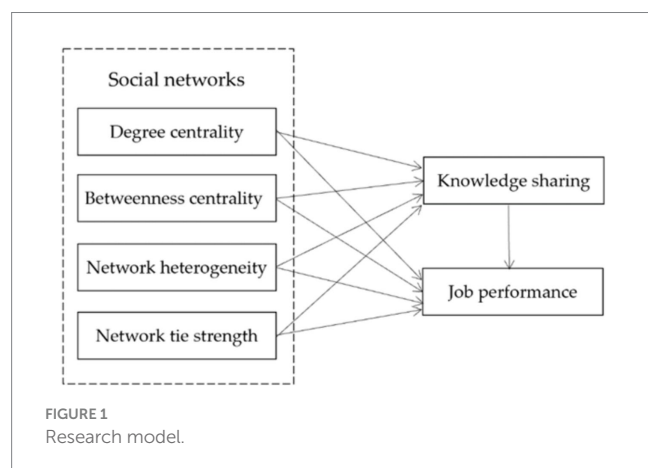 Social networks
Degree centrality
Betweenness centrality
Network heterogeneity
Network tie strength
Knowledge sharing
Job performance
FIGURE 1
Research model.